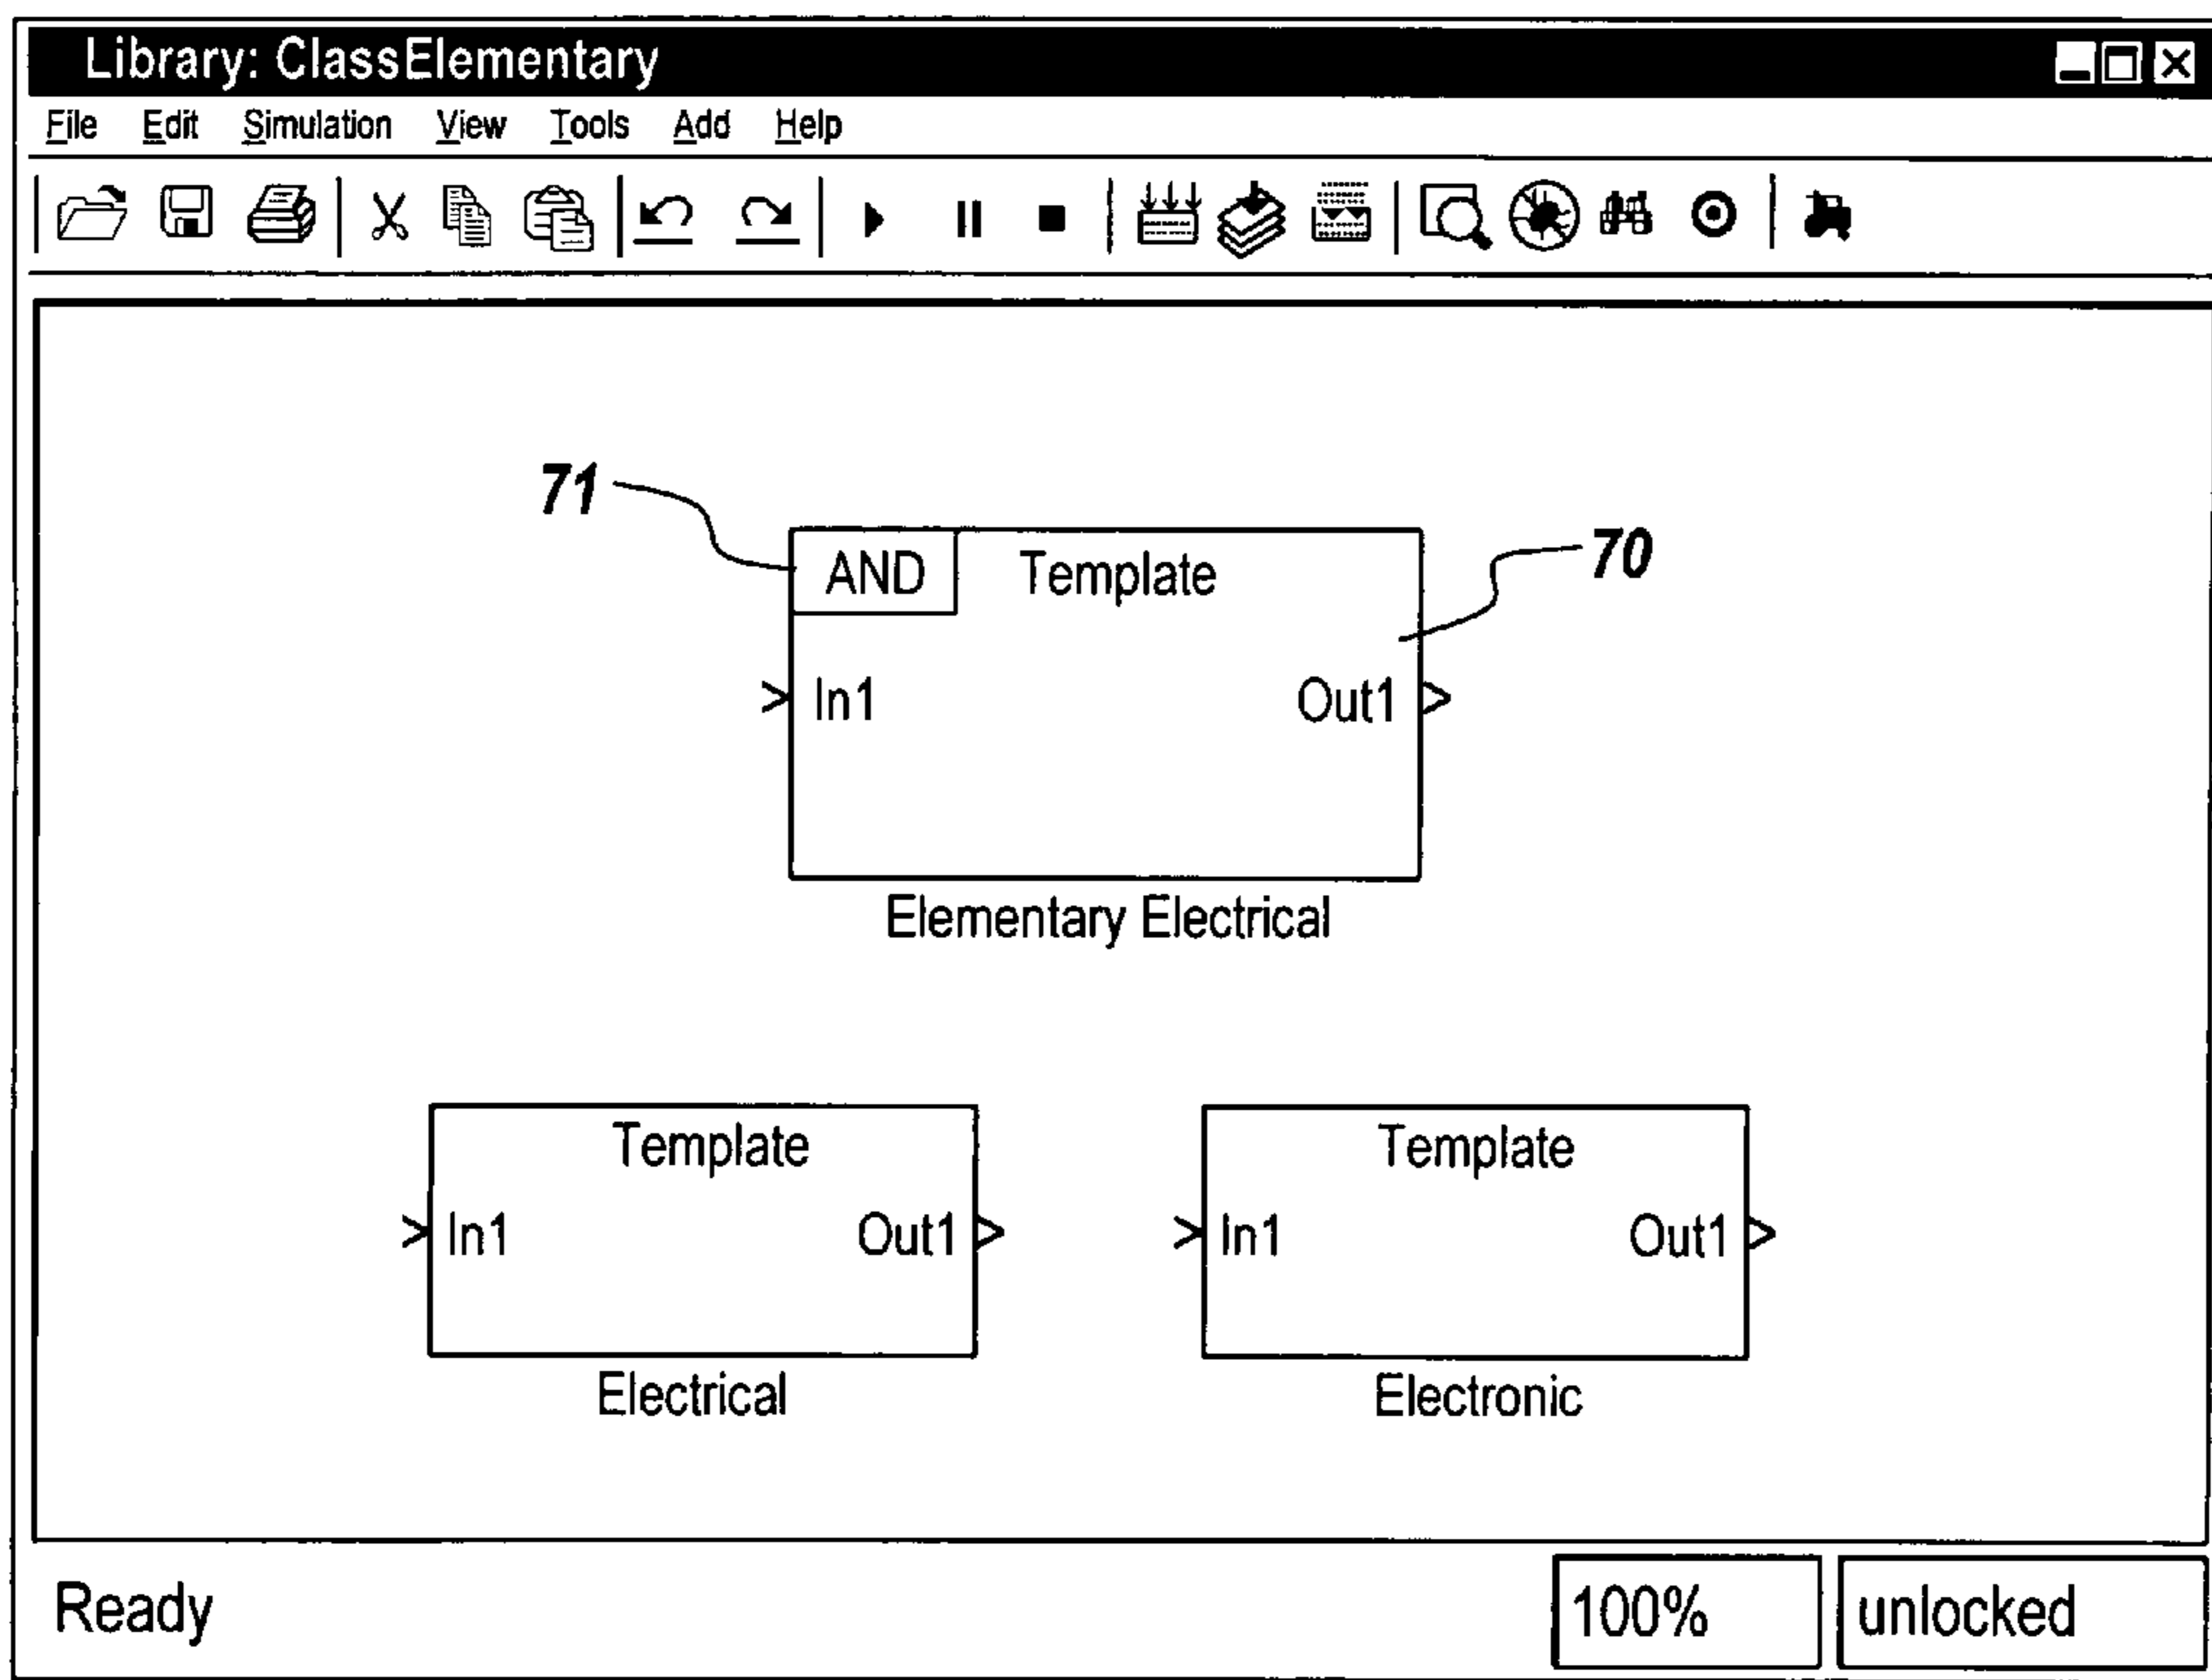 Library: ClassElementary
File Edit Simulation View Tools Add Help
71
AND Template
70
In1 Out1
Elementary Electrical
Template Template
In1 Out1 In1 Out1
Electrical Electronic
Ready 100% unlocked